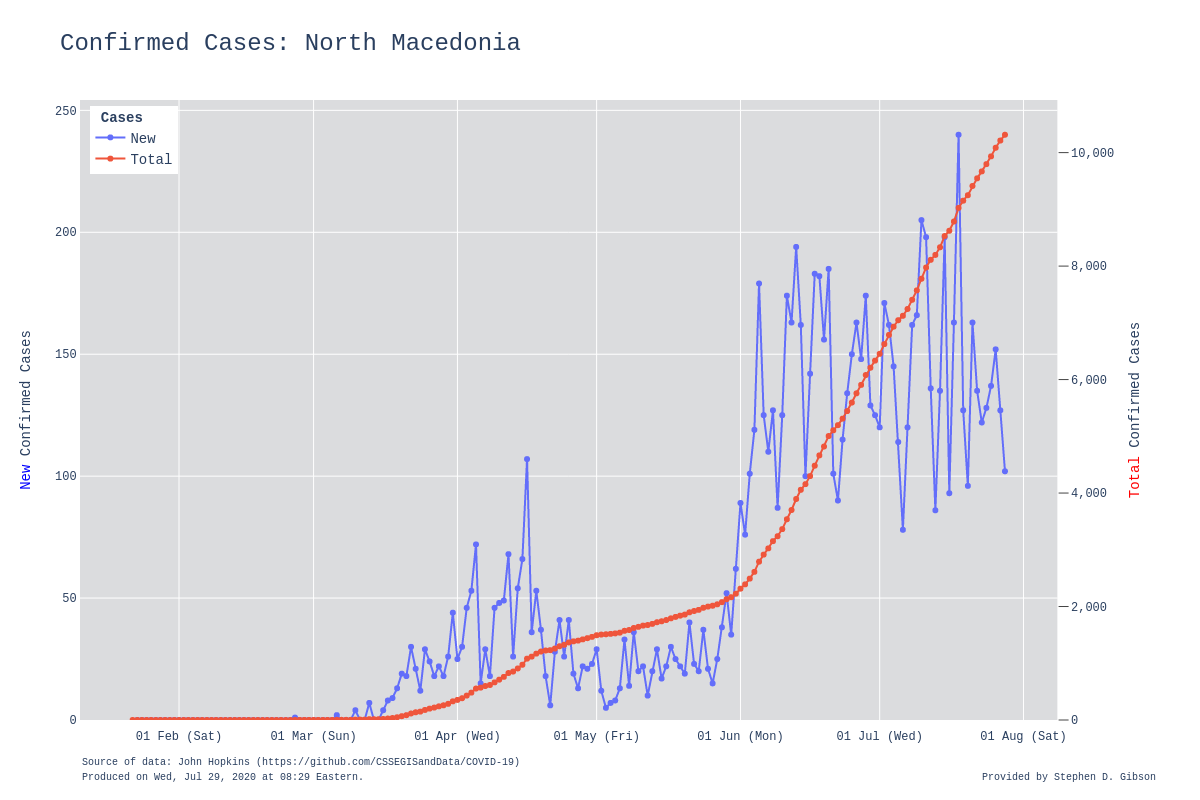 Confirmed Cases: North Macedonia
Cases
New
Total
250
200
150
100
50
0
10,000
8,000
6,000
4,000
2,000
0
New Confirmed Cases
Total Confirmed Cases
01 Feb (Sat)
01 Mar (Sun)
01 Apr (Wed)
01 May (Fri)
01 Jun (Mon)
01 Jul (Wed)
01 Aug (Sat)
Source of data: John Hopkins (https://github.com/CSSEGISandData/COVID-19)
Produced on Wed, Jul 29, 2020 at 08:29 Eastern.
Provided by Stephen D. Gibson